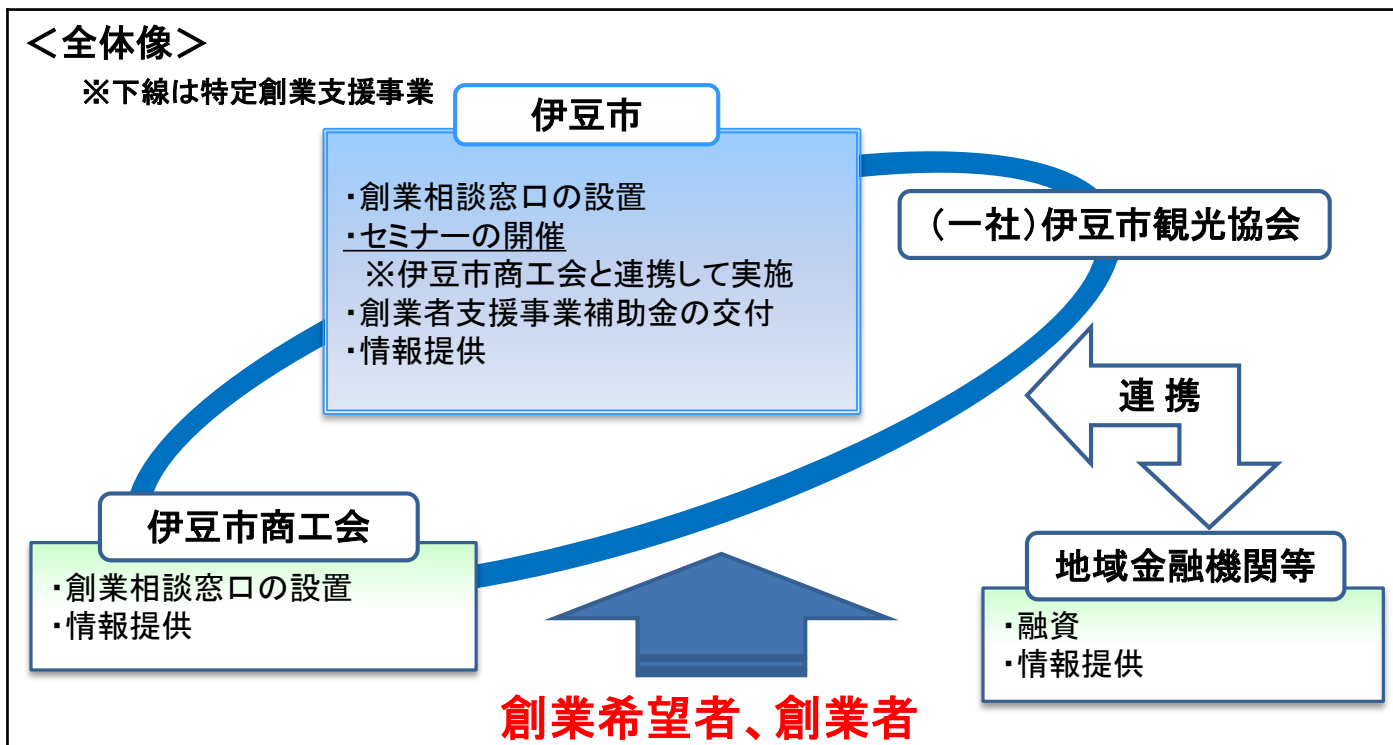 ＜全体像＞
※下線は特定創業支援事業
伊豆市
・創業相談窓口の設置
・セミナーの開催
※伊豆市商工会と連携して実施
・創業者支援事業補助金の交付
・情報提供
（一社）伊豆市観光協会
連 携
伊豆市商工会
・創業相談窓口の設置
・情報提供
地域金融機関等
・融資
・情報提供
創業希望者、創業者